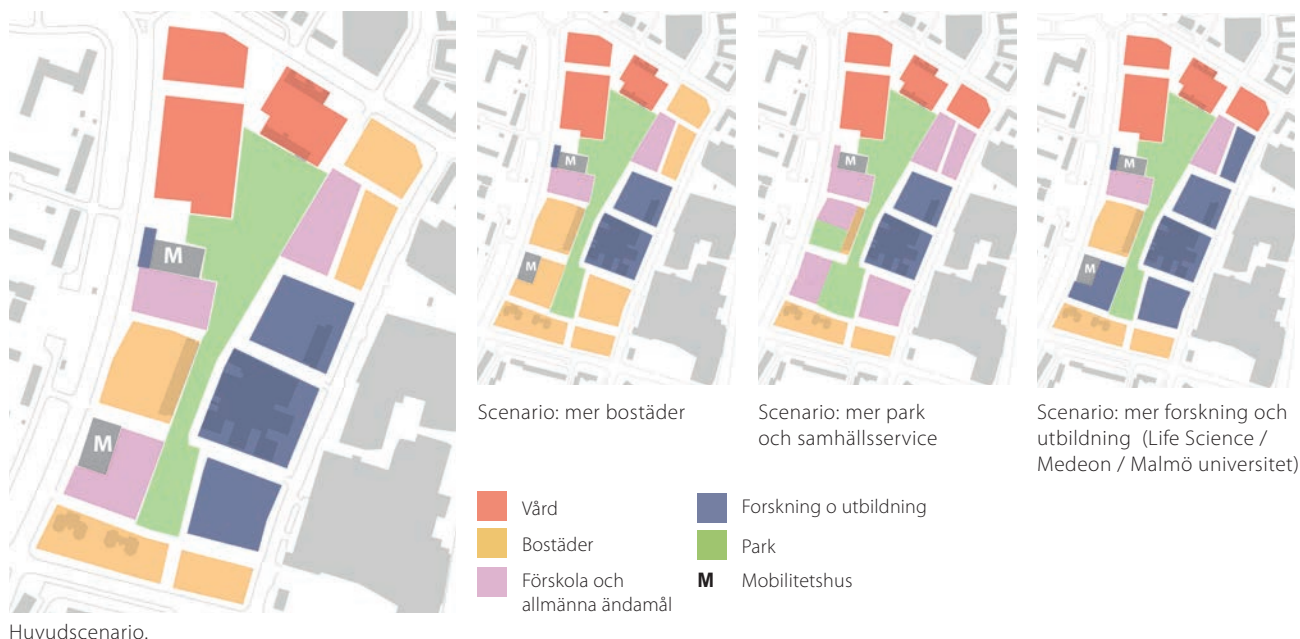 M
M
Huvudscenario.
M
M
Scenario: mer bostäder
M
Scenario: mer park
och samhällsservice
M
M
Scenario: mer forskning och
utbildning (Life Science /
Medeon / Malmö universitet)
Vård
Bostäder
Förskola och
allmänna ändamål
Forskning o utbildning
Park
M Mobilitetshus